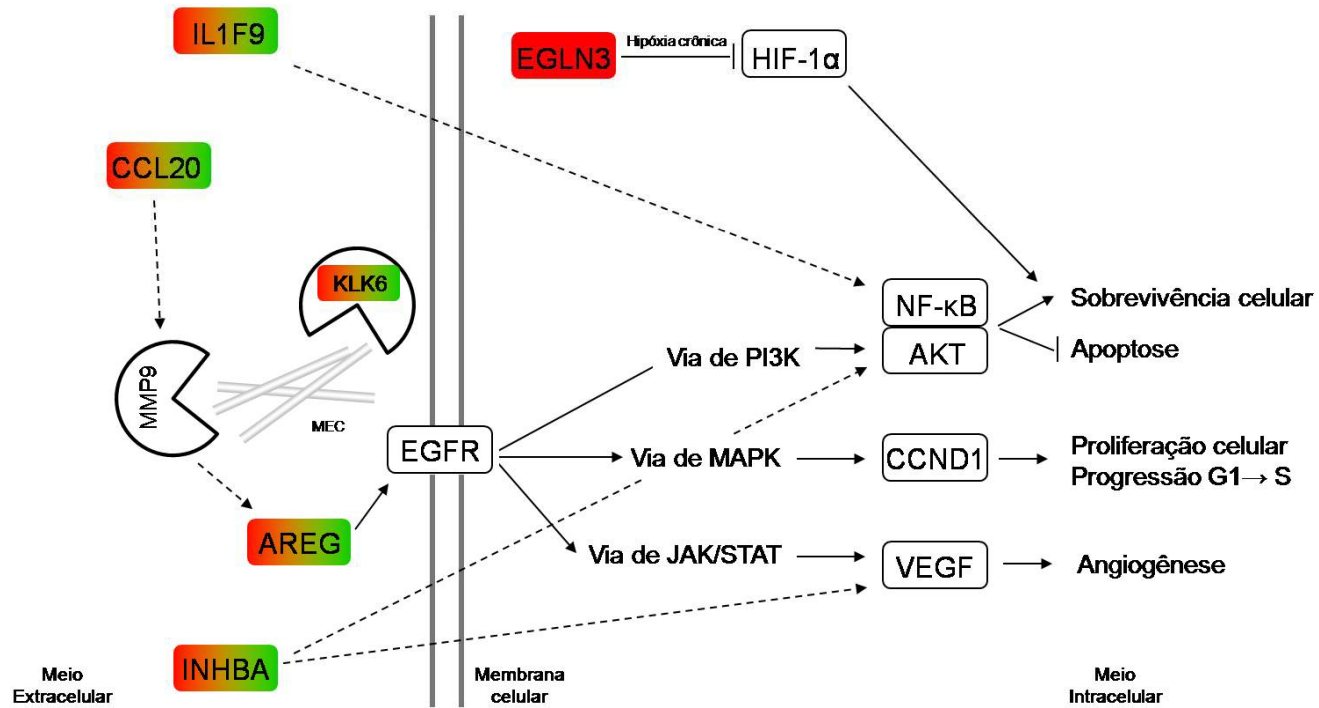 IL1F9
EGLN3
Hipóxia crônica
HIF-1α
CCL20
KLK6
NF-κB
Sobrevivência celular
Via de PI3K
AKT
Apoptose
MMP9
MEC
EGFR
Via de MAPK
CCND1
Proliferação celular
Progressão G1→ S
AREG
Via de JAK/STAT
VEGF
Angiogênese
INHBA
Meio
Extracelular
Membrana
celular
Meio
Intracelular